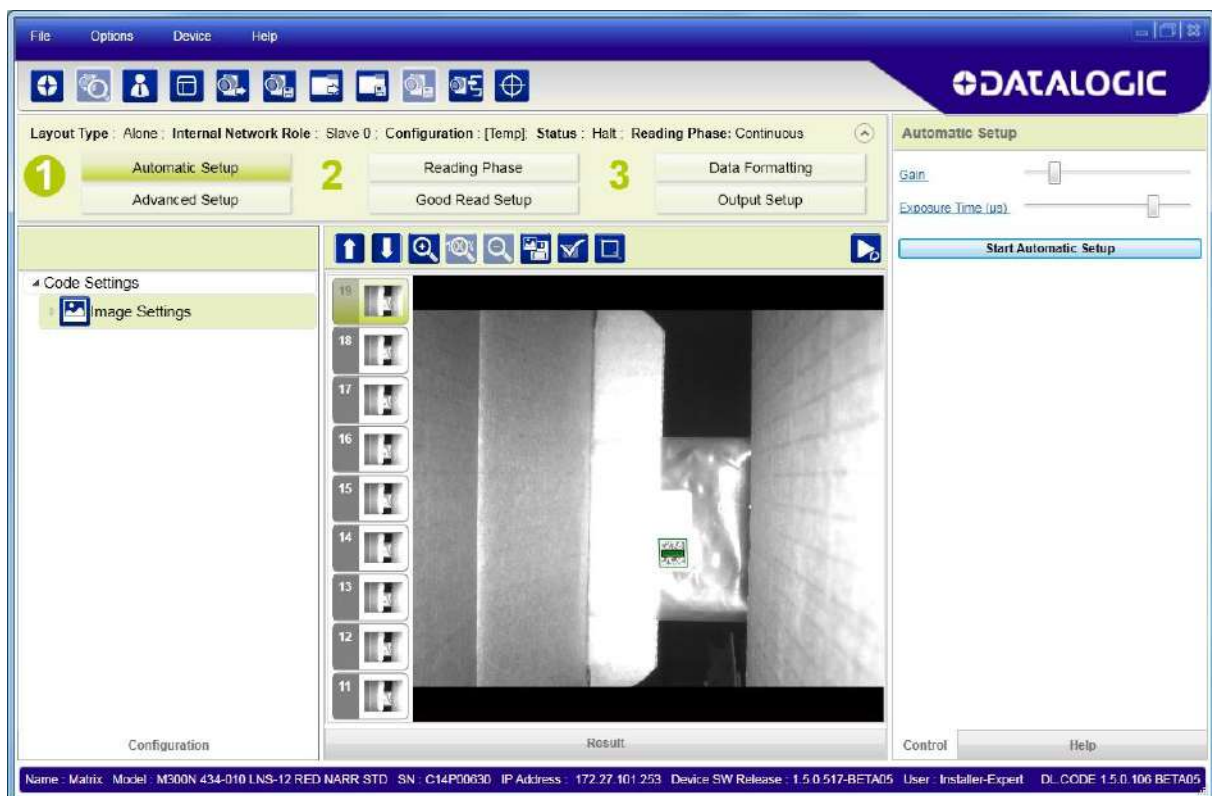 File Options Device Help
DATALOGIC
Layout Type : Alone ; Internal Network Role : Slave 0 ; Configuration : [Temp]; Status : Halt ; Reading Phase: Continuous
1 Automatic Setup 2 Reading Phase 3 Data Formatting
Advanced Setup Good Read Setup Output Setup
Automatic Setup
Gain
Exposure Time (us)
Start Automatic Setup
Code Settings
Image Settings
100%
19
18
17
16
15
14
13
12
11
Configuration
Result
Control Help
Name : Matrix Model : M300N 434-010 LNS-12 RED NARR STD SN : C14P00630 IP Address : 172.27.101.253 Device SW Release : 1.5.0.517-BETA05 User : Installer-Expert DL.CODE 1.5.0.106 BETA05